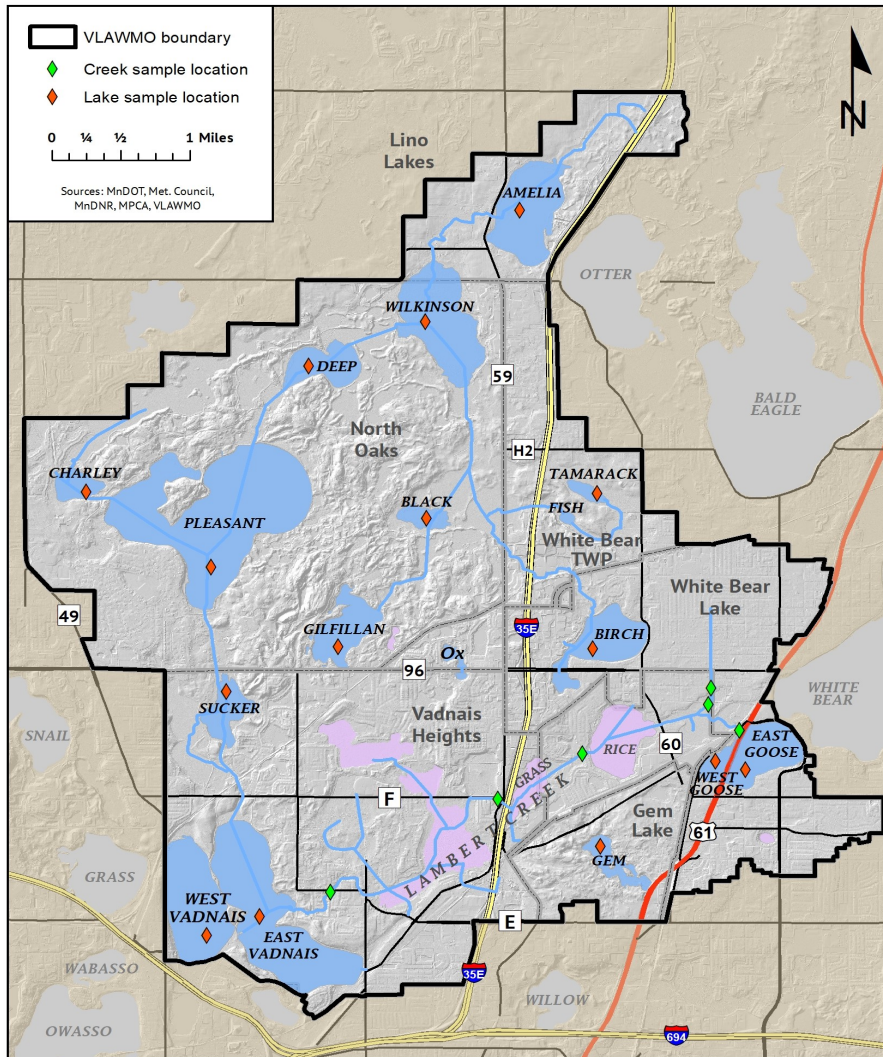 VLAWMO boundary
Creek sample location
Lake sample location
0 ¼ ½ 1 Miles
Sources: MnDOT, Met. Council,
MnDNR, MPCA, VLAWMO
N
Lino
Lakes
AMELIA
OTTER
WILKINSON
DEEP
59
BALD
EAGLE
North
Oaks
H2
CHARLEY
TAMARACK
BLACK
FISH
PLEASANT
White Bear
TWP
White Bear
Lake
49
GILFILLAN
35E
BIRCH
Ox
96
SUCKER
WHITE
BEAR
SNAIL
Vadnais
Heights
RICE
60
EAST
GOOSE
WEST
GOOSE
GRASS
F
LAMBERT CREEK
Gem
Lake
61
GEM
GRASS
WEST
VADNAIS
EAST
VADNAIS
E
WABASSO
35E
WILLOW
OWASSO
694